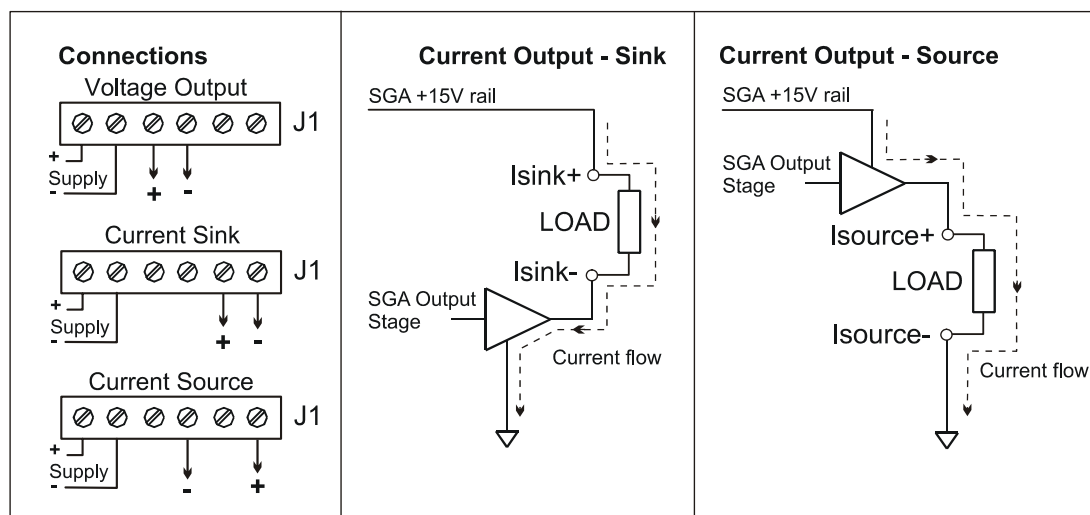 Connections
Voltage Output
J1
+
Supply
-
+
-
Current Sink
J1
+
Supply
-
+
-
Current Source
J1
+
Supply
-
-
+
Current Output - Sink
SGA +15V rail
Isink+
LOAD
Isink-
SGA Output
Stage
Current flow
Current Output - Source
SGA +15V rail
SGA Output
Stage
Isource+
LOAD
Isource-
Current flow